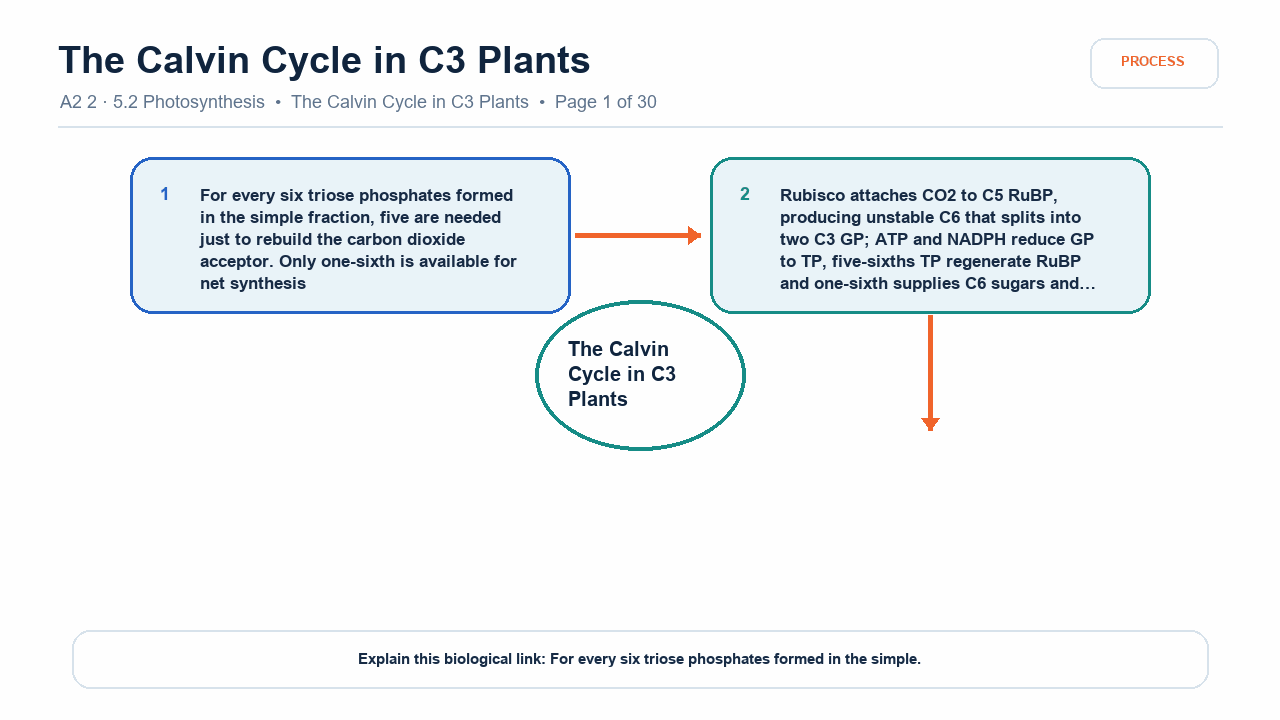 The Calvin Cycle in C3 Plants
PROCESS
A2 2 · 5.2 Photosynthesis • The Calvin Cycle in C3 Plants • Page 1 of 30
1
For every six triose phosphates formed
in the simple fraction, five are needed
just to rebuild the carbon dioxide
acceptor. Only one-sixth is available for
net synthesis
2
Rubisco attaches CO2 to C5 RuBP,
producing unstable C6 that splits into
two C3 GP; ATP and NADPH reduce GP
to TP, five-sixths TP regenerate RuBP
and one-sixth supplies C6 sugars and…
The Calvin
Cycle in C3
Plants
Explain this biological link: For every six triose phosphates formed in the simple.